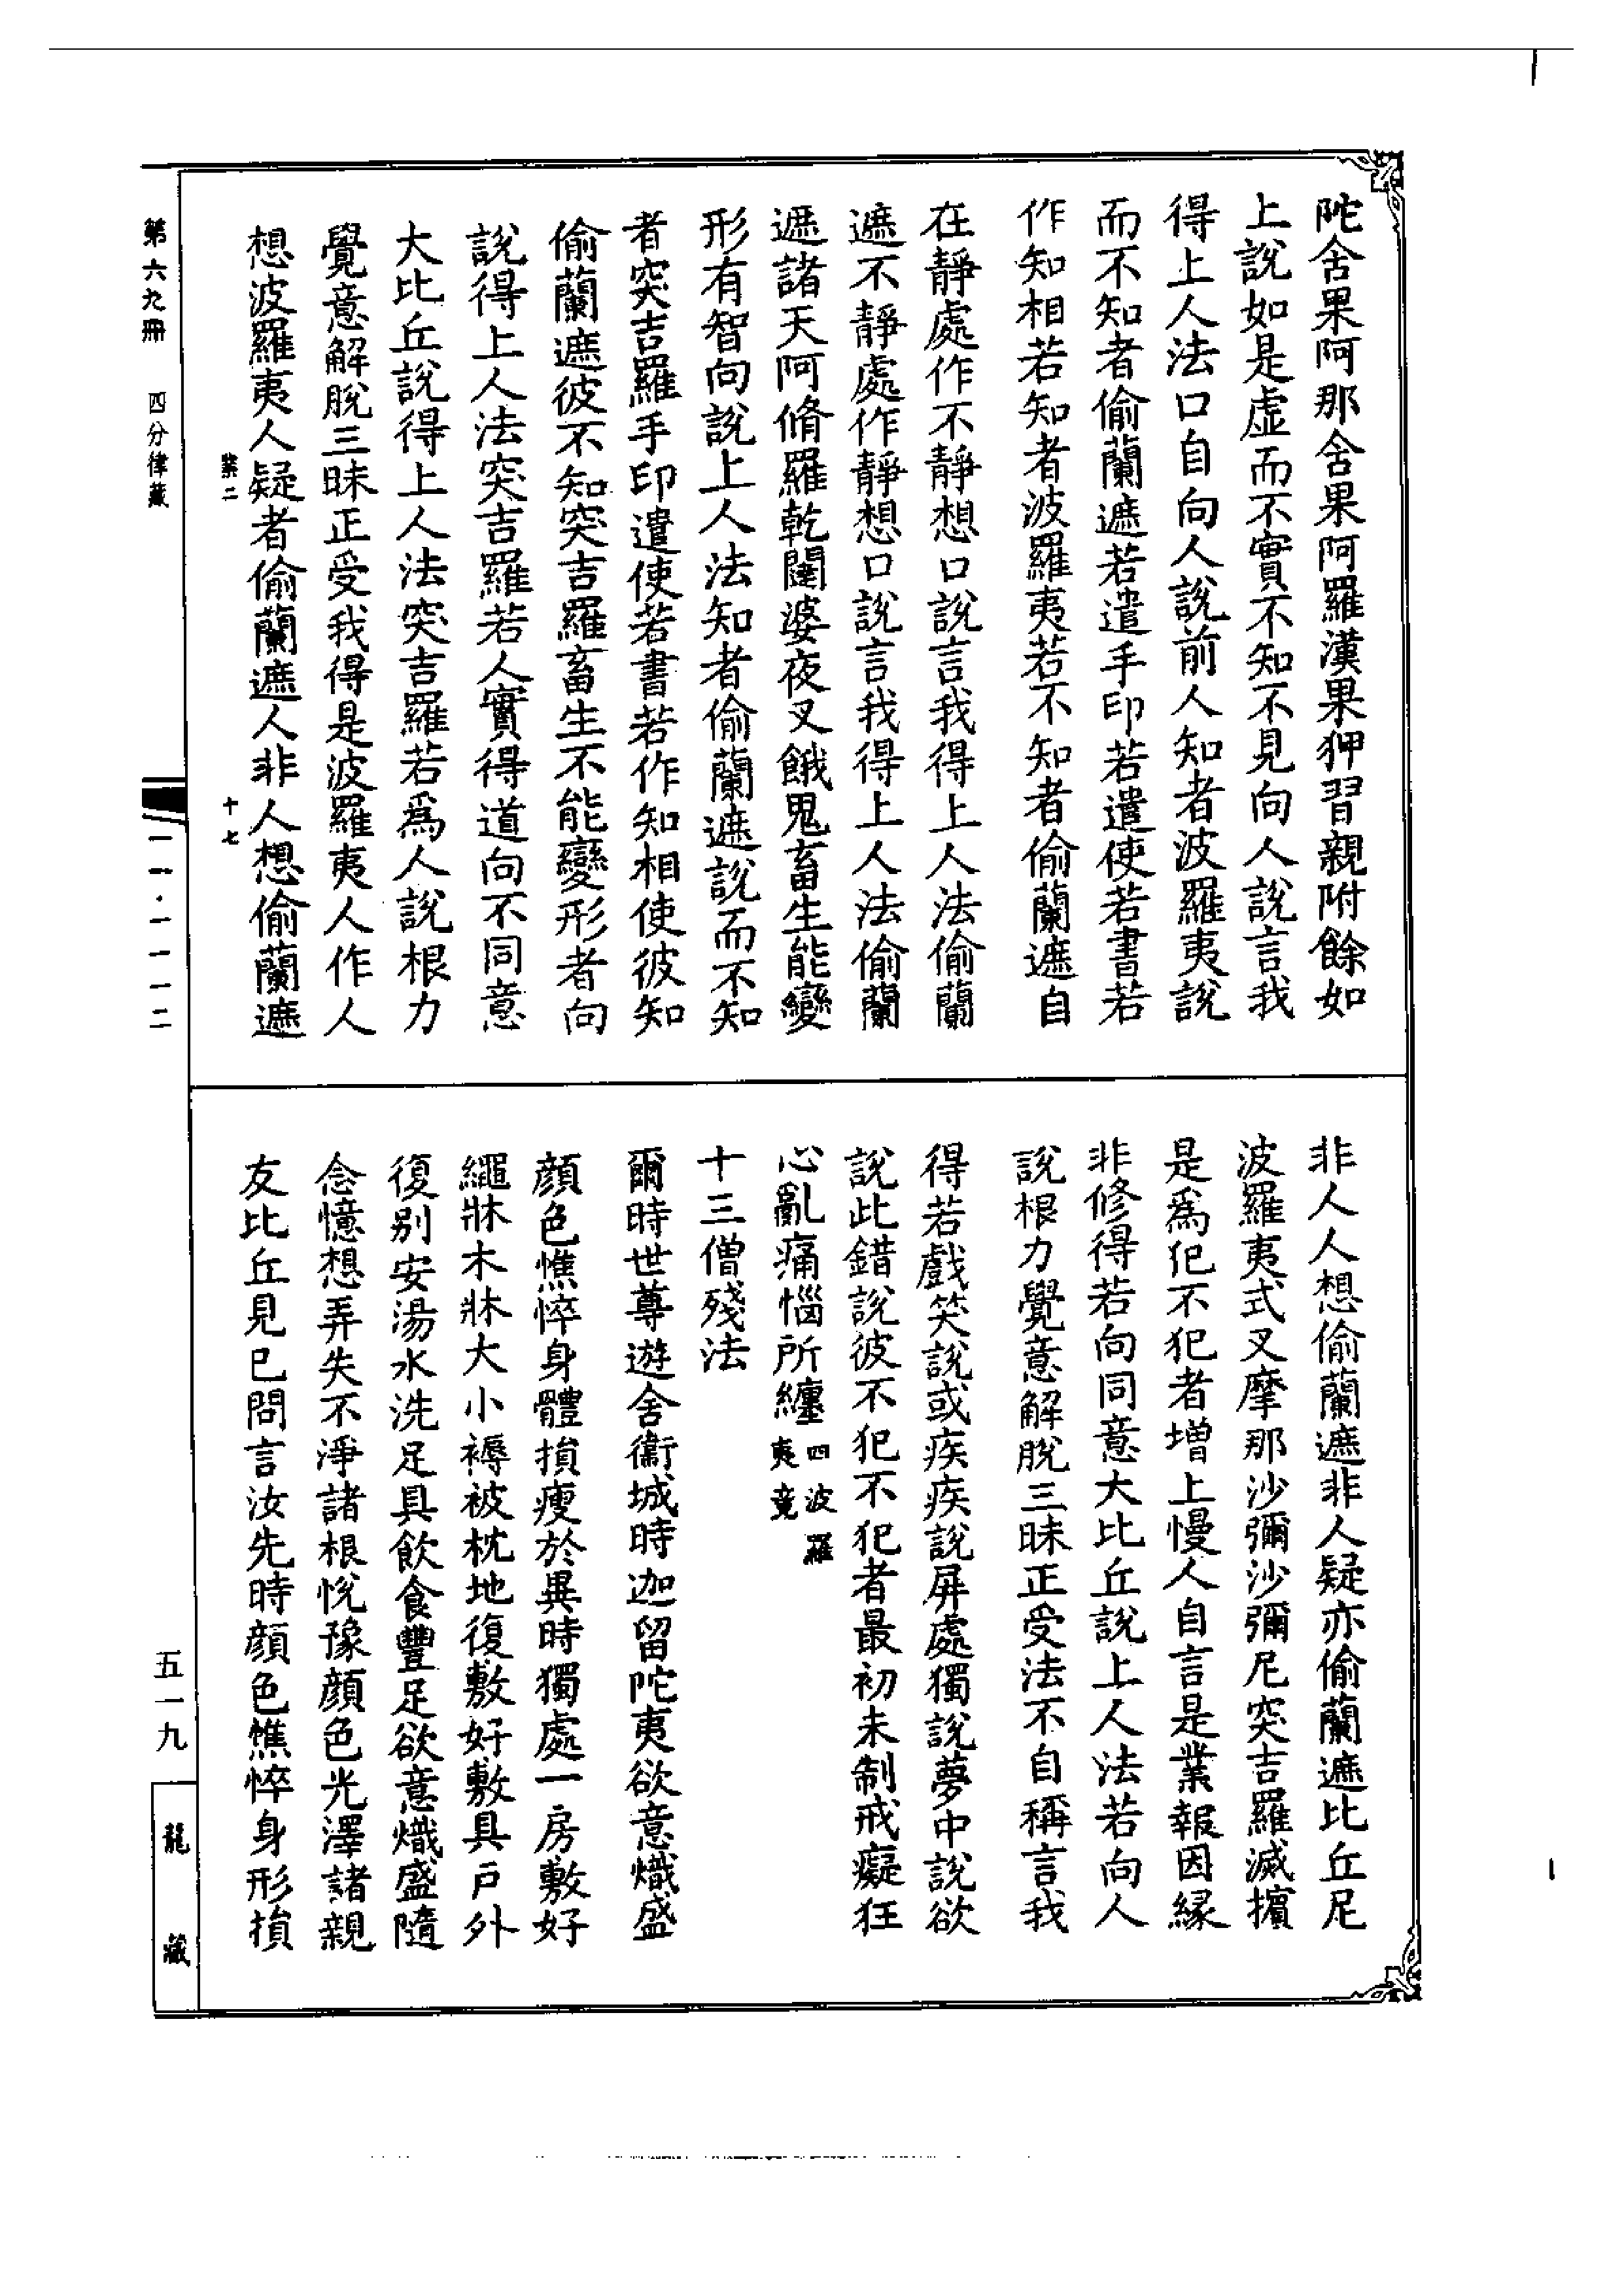 陀舍果阿那舍果阿羅漢果狎習親附餘如
上說如是虛而不實不知不見向人說言我
得上人法口自向人說前人知者波羅夷說
而不知者偷蘭遮若遣手印若遣使若書若
作知相若知者波羅夷若不知者偷蘭遮自
在靜處作不靜想口說言我得上人法偷蘭
遮不靜處作靜想口說言我得上人法偷蘭
遮諸天阿脩羅乾闥婆夜叉餓鬼畜生能變
形有智向說上人法知者偷蘭遮說而不知
者突吉羅手印遣使若書若作知相使彼知
偷蘭遮彼不知突吉羅畜生不能變形者向
說得上人法突吉羅若人實得道向不同意
大比丘說得上人法突吉羅若為人說根力
覺意解脫三昧正受我得是波羅夷人作人
想波羅夷人疑者偷蘭遮人非人想偷蘭遮
非人人想偷蘭遮非人疑亦偷蘭遮比丘尼
波羅夷式叉摩那沙彌沙彌尼突吉羅滅擯
是為犯不犯者增上慢人自言是業報因緣
非修得若向同意大比丘說上人法若向人
說根力覺意解脫三昧正受法不自稱言我
得若戲笑說或疾疾說屏處獨說夢中說欲
說此錯說彼不犯不犯者最初未制戒癡狂
心亂痛惱所纏四波羅夷竟
十三僧殘法
爾時世尊遊舍衞城時迦留陀夷欲意熾盛
顏色憔悴身體損瘦於異時獨處一房敷好
繩牀木牀大小褥被枕地復敷好敷具戶外
復別安湯水洗足具飲食豐足欲意熾盛隨
念憶想弄失不淨諸根悅豫顏色光澤諸親
友比丘見已問言汝先時顏色憔悴身形損
業二
十七
第六九冊
四分律藏
一一·一一一二
五一九
龍藏